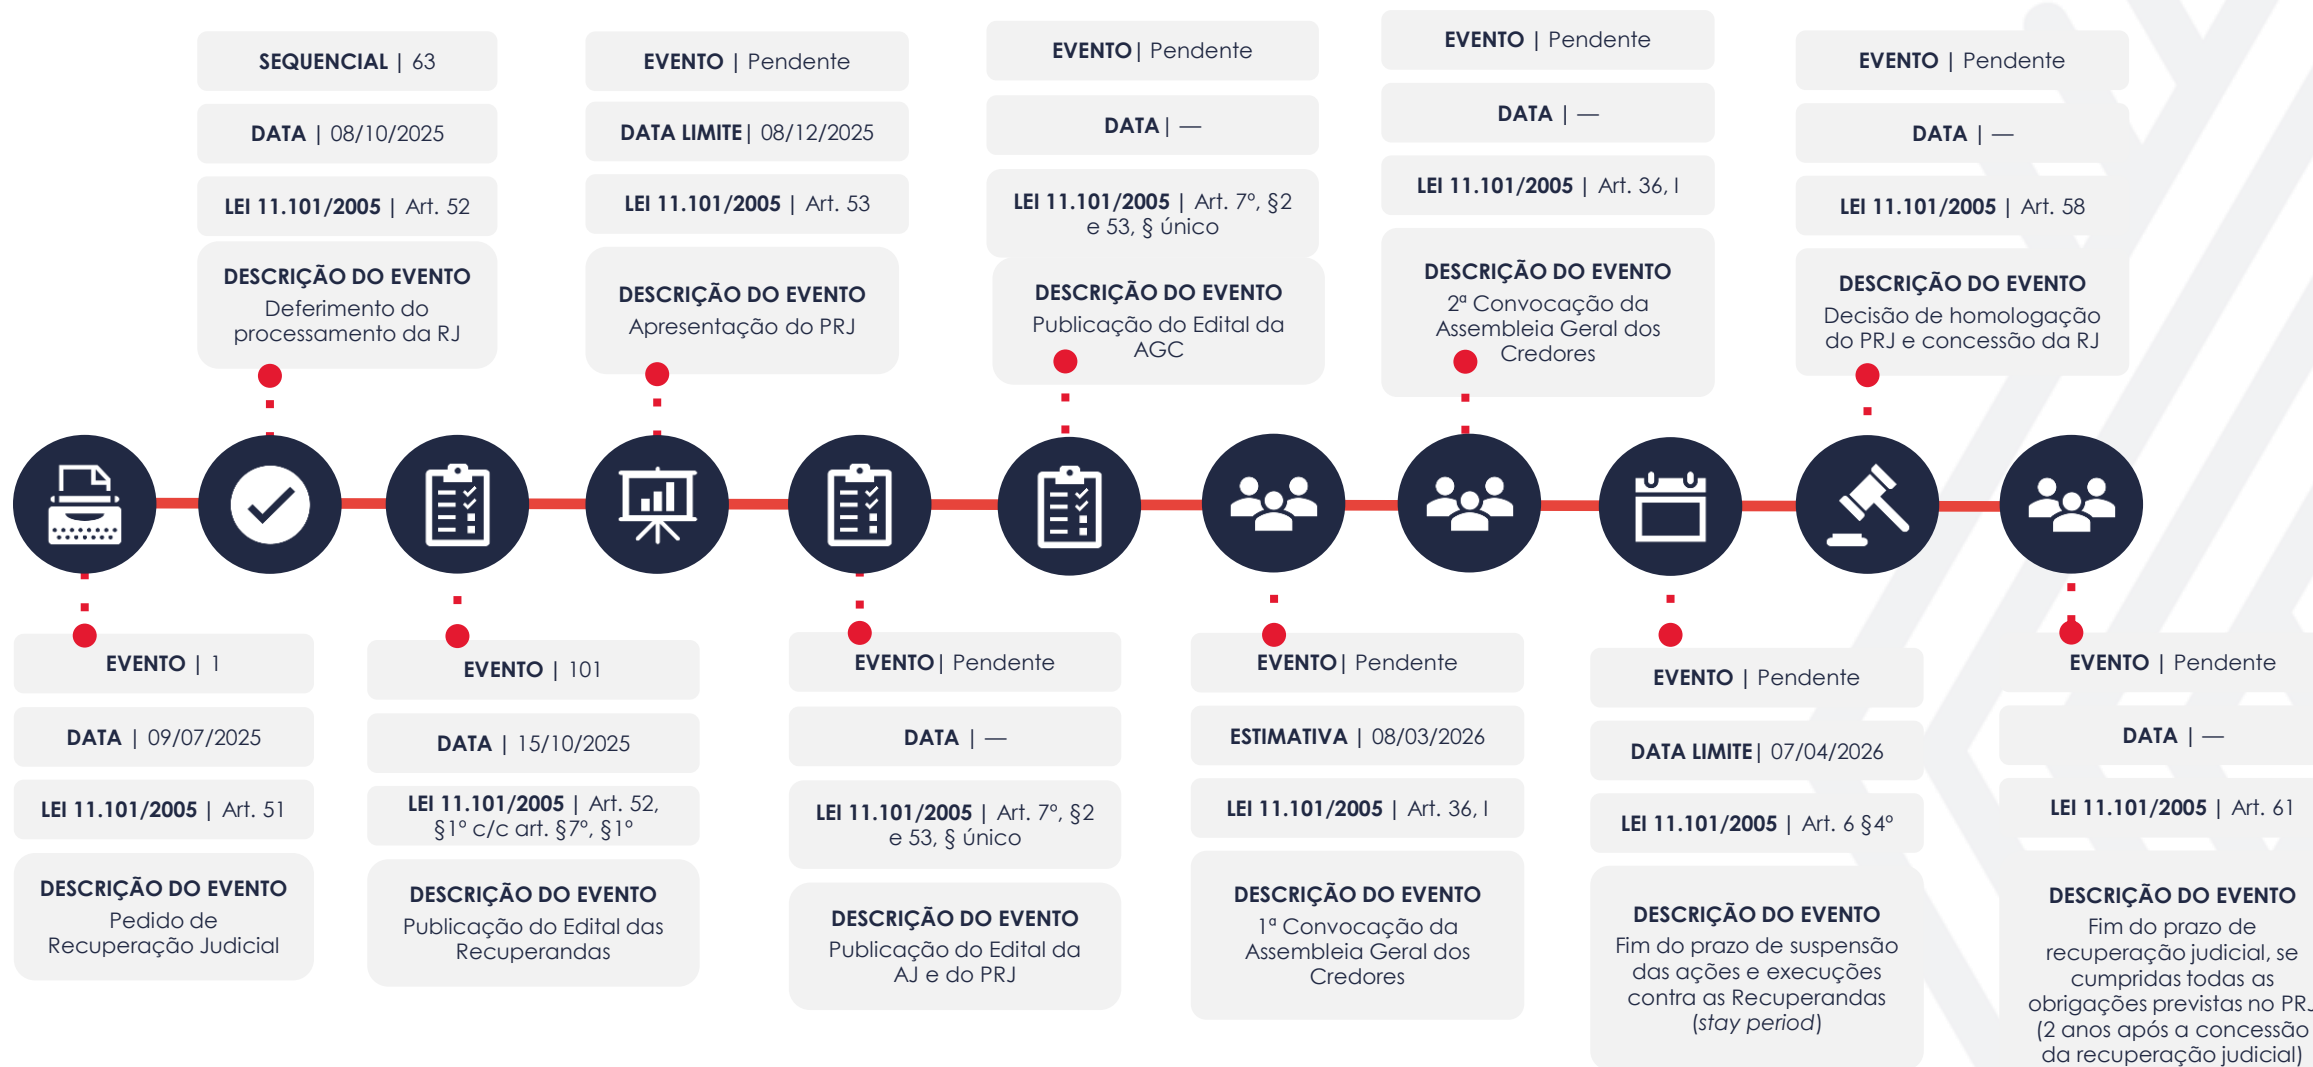 SEQUENCIAL | 63
DATA | 08/10/2025
LEI 11.101/2005 | Art. 52
DESCRIÇÃO DO EVENTO
Deferimento do
processamento da RJ
EVENTO | Pendente
DATA LIMITE| 08/12/2025
LEI 11.101/2005 | Art. 53
DESCRIÇÃO DO EVENTO
Apresentação do PRJ
EVENTO| Pendente
DATA| —
LEI 11.101/2005 | Art. 7º, §2
e 53, § único
DESCRIÇÃO DO EVENTO
Publicação do Edital da
AGC
EVENTO | Pendente
DATA | —
LEI 11.101/2005 | Art. 36, I
DESCRIÇÃO DO EVENTO
2ª Convocação da
Assembleia Geral dos
Credores
EVENTO | Pendente
DATA | —
LEI 11.101/2005 | Art. 58
DESCRIÇÃO DO EVENTO
Decisão de homologação
do PRJ e concessão da RJ
EVENTO | 1
DATA | 09/07/2025
LEI 11.101/2005 | Art. 51
DESCRIÇÃO DO EVENTO
Pedido de
Recuperação Judicial
EVENTO | 101
DATA | 15/10/2025
LEI 11.101/2005 | Art. 52,
§1º c/c art. §7º, §1º
DESCRIÇÃO DO EVENTO
Publicação do Edital das
Recuperandas
EVENTO| Pendente
DATA | —
LEI 11.101/2005 | Art. 7º, §2
e 53, § único
DESCRIÇÃO DO EVENTO
Publicação do Edital da
AJ e do PRJ
EVENTO| Pendente
ESTIMATIVA | 08/03/2026
LEI 11.101/2005 | Art. 36, I
DESCRIÇÃO DO EVENTO
1ª Convocação da
Assembleia Geral dos
Credores
EVENTO | Pendente
DATA LIMITE| 07/04/2026
LEI 11.101/2005 | Art. 6 §4º
DESCRIÇÃO DO EVENTO
Fim do prazo de suspensão
das ações e execuções
contra as Recuperandas
(stay period)
EVENTO | Pendente
DATA | —
LEI 11.101/2005 | Art. 61
DESCRIÇÃO DO EVENTO
Fim do prazo de
recuperação judicial, se
cumpridas todas as
obrigações previstas no PRJ
(2 anos após a concessão
da recuperação judicial)